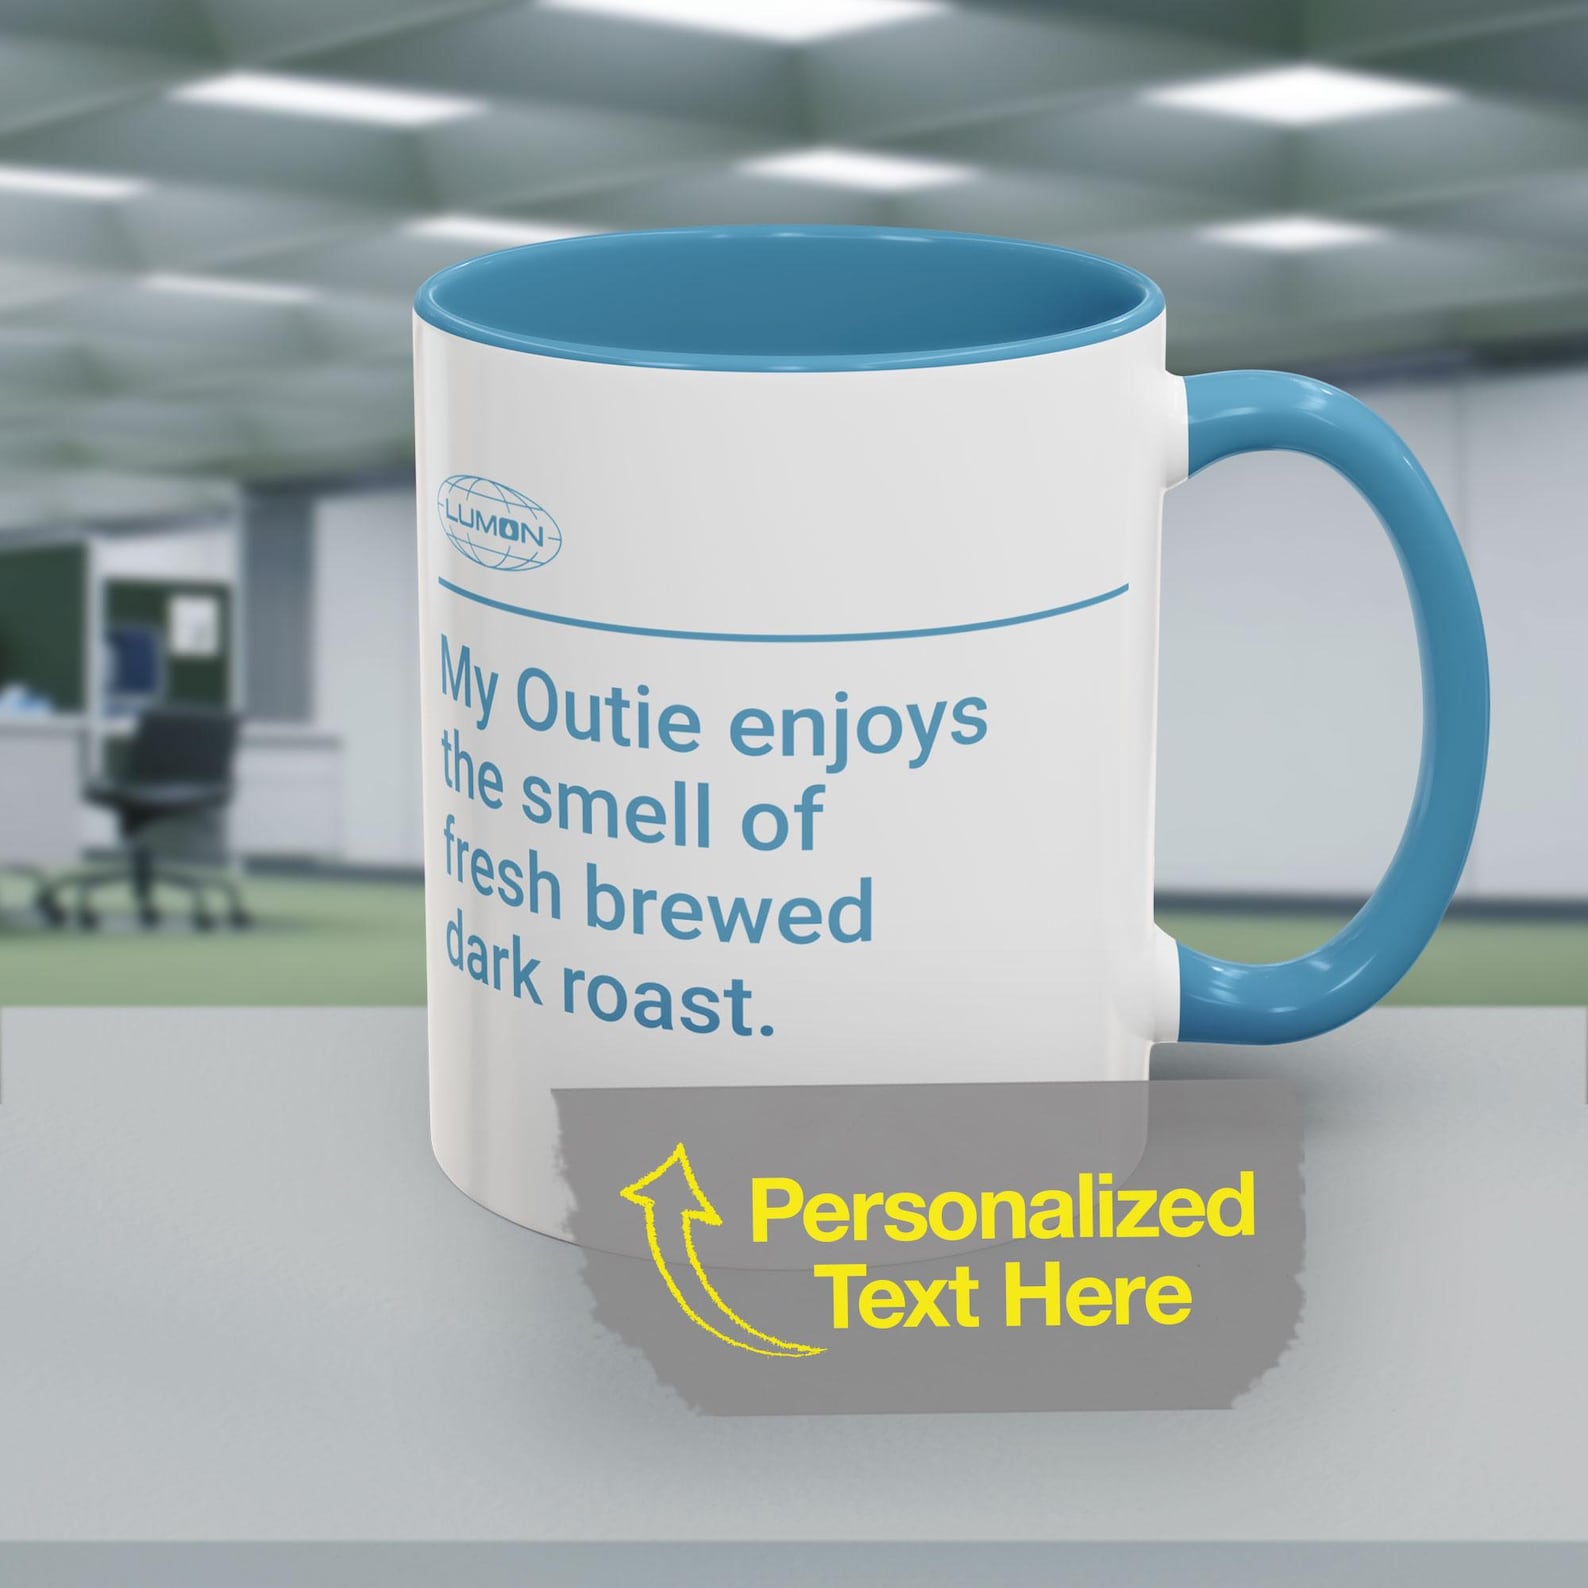 LUMON
My Outie enjoys
the smell of
fresh brewed
dark roast.
Personalized
Text Here